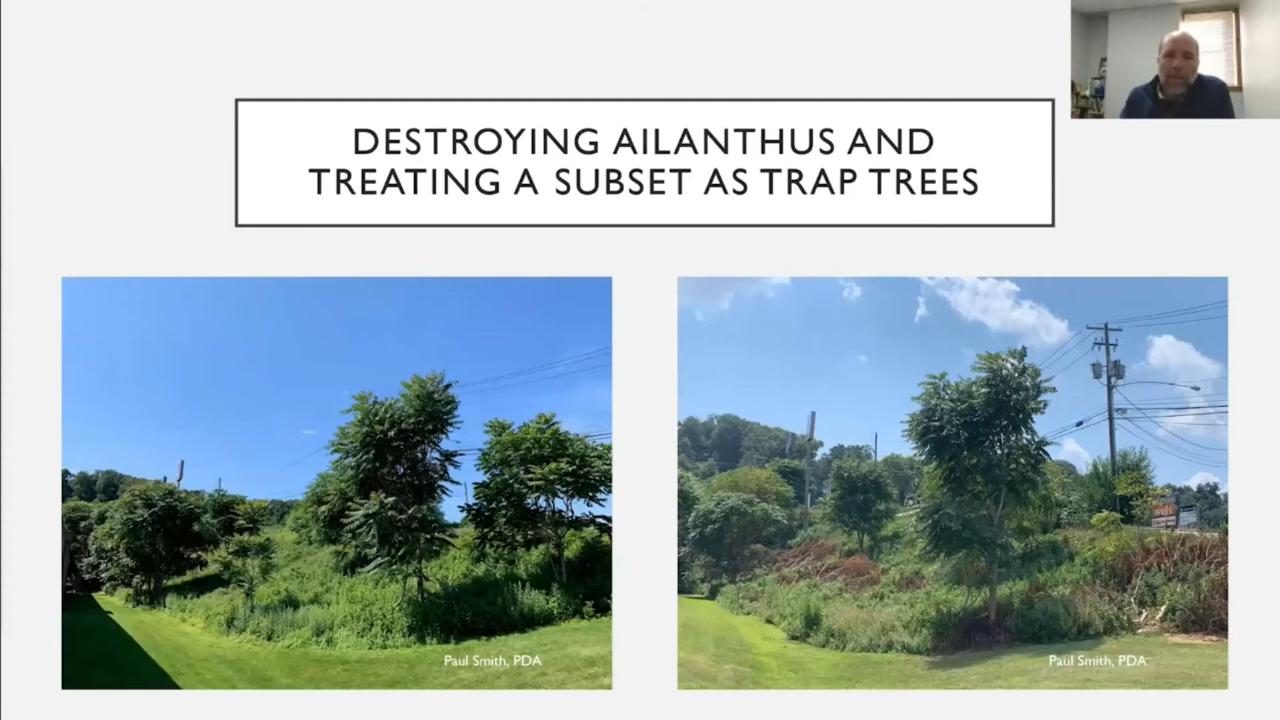 DESTROYING AILANTHUS AND
TREATING A SUBSET AS TRAP TREES
Paul Smith, PDA
Paul Smith, PDA